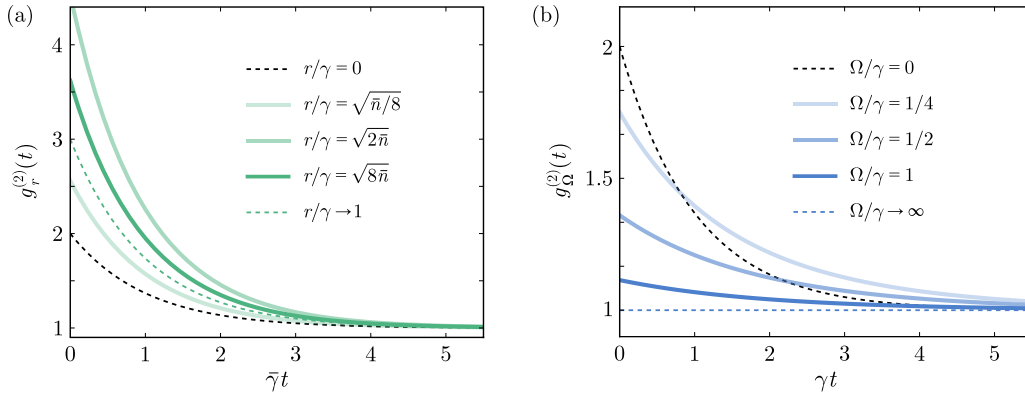 (a)
g_r^{(2)}(t)
4
3
2
1
0
1
2
3
4
5
γ̄t
r/γ = 0
r/γ = √n̄/8
r/γ = √2n̄
r/γ = √8n̄
r/γ → 1
(b)
g_Ω^{(2)}(t)
2
1.5
1
0
1
2
3
4
5
γt
Ω/γ = 0
Ω/γ = 1/4
Ω/γ = 1/2
Ω/γ = 1
Ω/γ → ∞